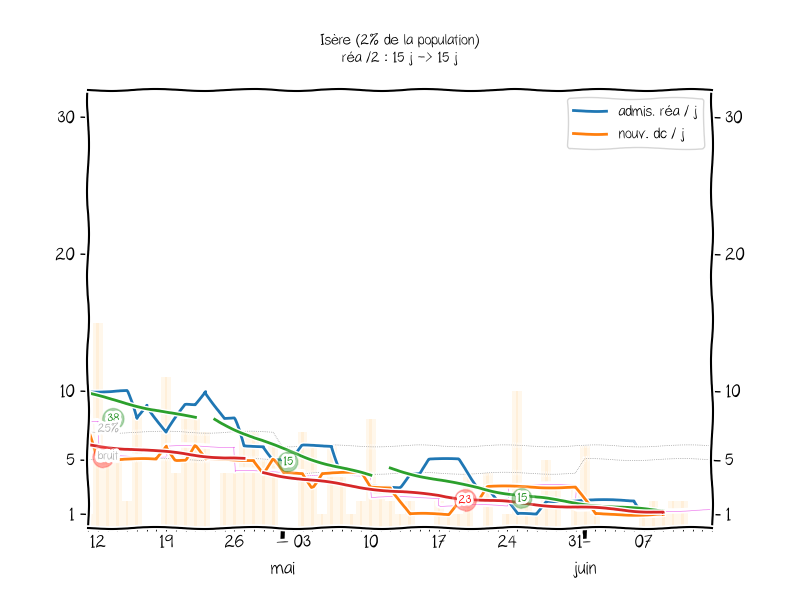 Isère (2% de la population)
réa /2 : 15 j -> 15 j
admis. réa / j
nouv. dc / j
30
30
20
20
10
10
38
25%
bruit
15
5
5
23
15
1
1
12 19 26 03 10 17 24 31 07
mai juin